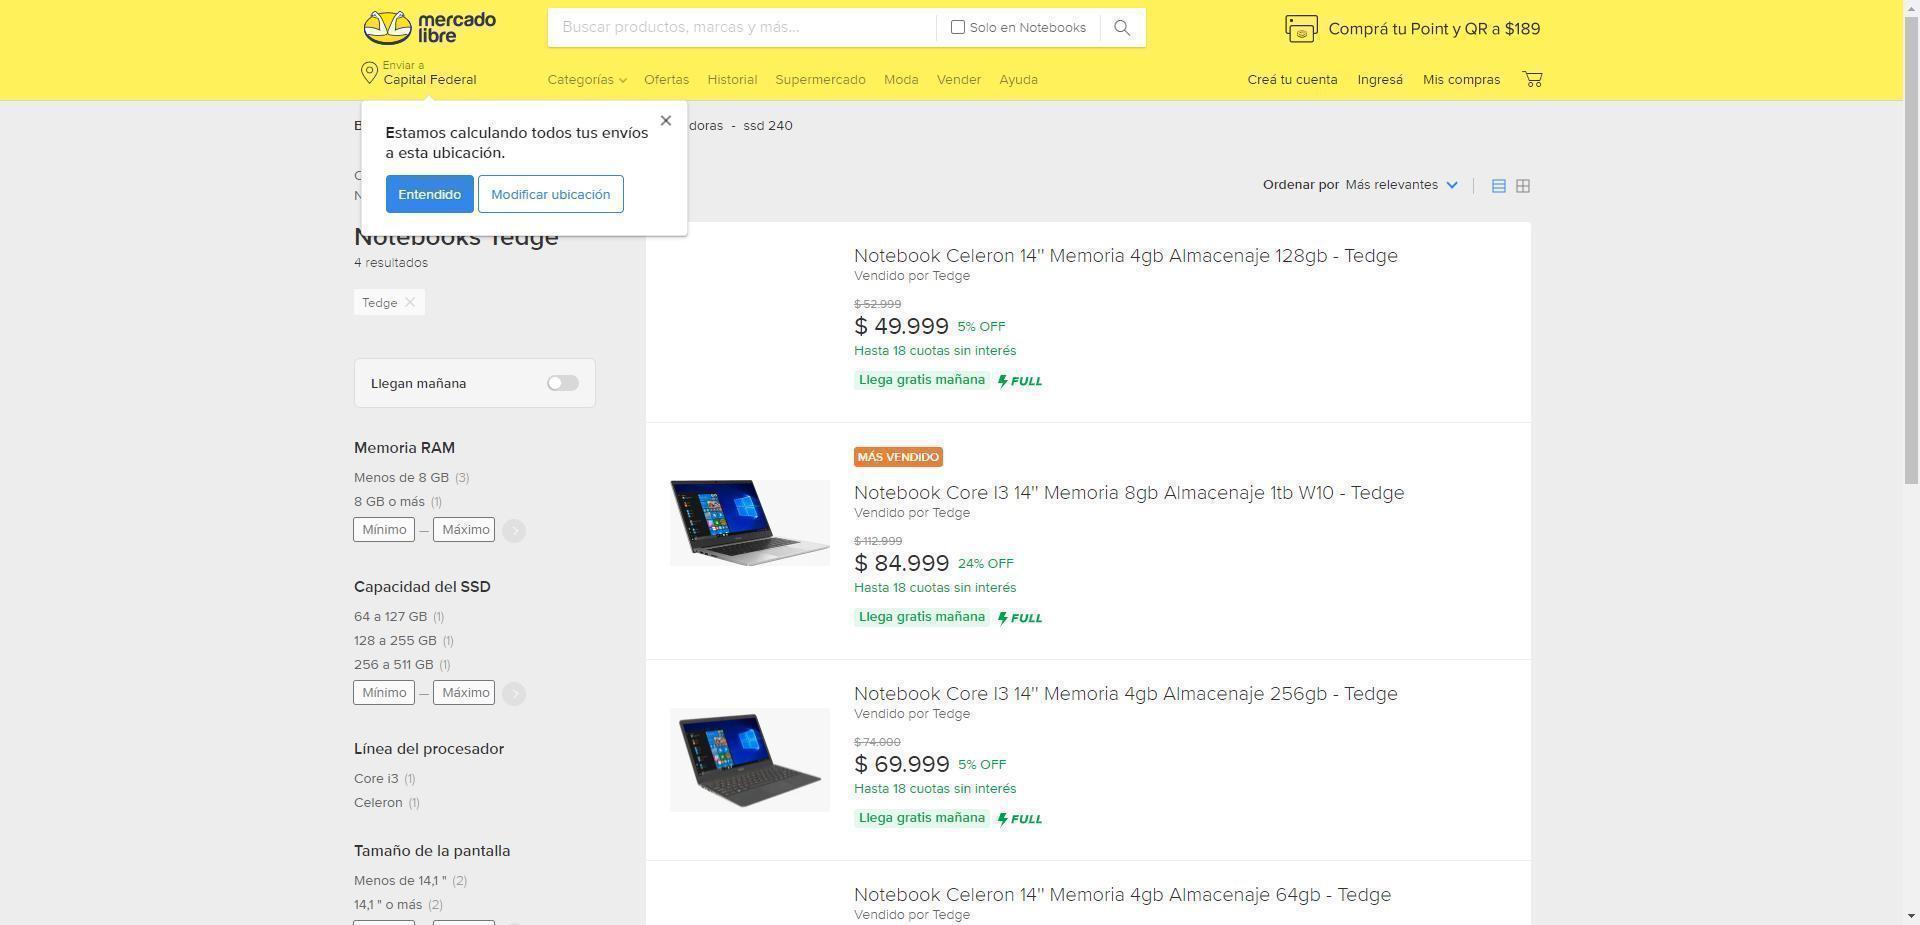 mercado
libre
Buscar productos, marcas y más...
Solo en Notebooks
Comprá tu Point y QR a $189
Enviar a
Capital Federal
Categorías
Ofertas
Historial
Supermercado
Moda
Vender
Ayuda
Creá tu cuenta
Ingresá
Mis compras
Estamos calculando todos tus envíos
a esta ubicación.
Entendido
Modificar ubicación
doras - ssd 240
Ordenar por Más relevantes
Notebooks Tedge
4 resultados
Tedge
Llegan mañana
Memoria RAM
Menos de 8 GB (3)
8 GB o más (1)
Mínimo — Máximo
Capacidad del SSD
64 a 127 GB (1)
128 a 255 GB (1)
256 a 511 GB (1)
Mínimo — Máximo
Línea del procesador
Core i3 (1)
Celeron (1)
Tamaño de la pantalla
Menos de 14,1 " (2)
14,1 " o más (2)
Notebook Celeron 14'' Memoria 4gb Almacenaje 128gb - Tedge
Vendido por Tedge
$ 52.999
$ 49.999 5% OFF
Hasta 18 cuotas sin interés
Llega gratis mañana FULL
MÁS VENDIDO
Notebook Core I3 14'' Memoria 8gb Almacenaje 1tb W10 - Tedge
Vendido por Tedge
$ 112.999
$ 84.999 24% OFF
Hasta 18 cuotas sin interés
Llega gratis mañana FULL
Notebook Core I3 14'' Memoria 4gb Almacenaje 256gb - Tedge
Vendido por Tedge
$ 74.000
$ 69.999 5% OFF
Hasta 18 cuotas sin interés
Llega gratis mañana FULL
Notebook Celeron 14'' Memoria 4gb Almacenaje 64gb - Tedge
Vendido por Tedge